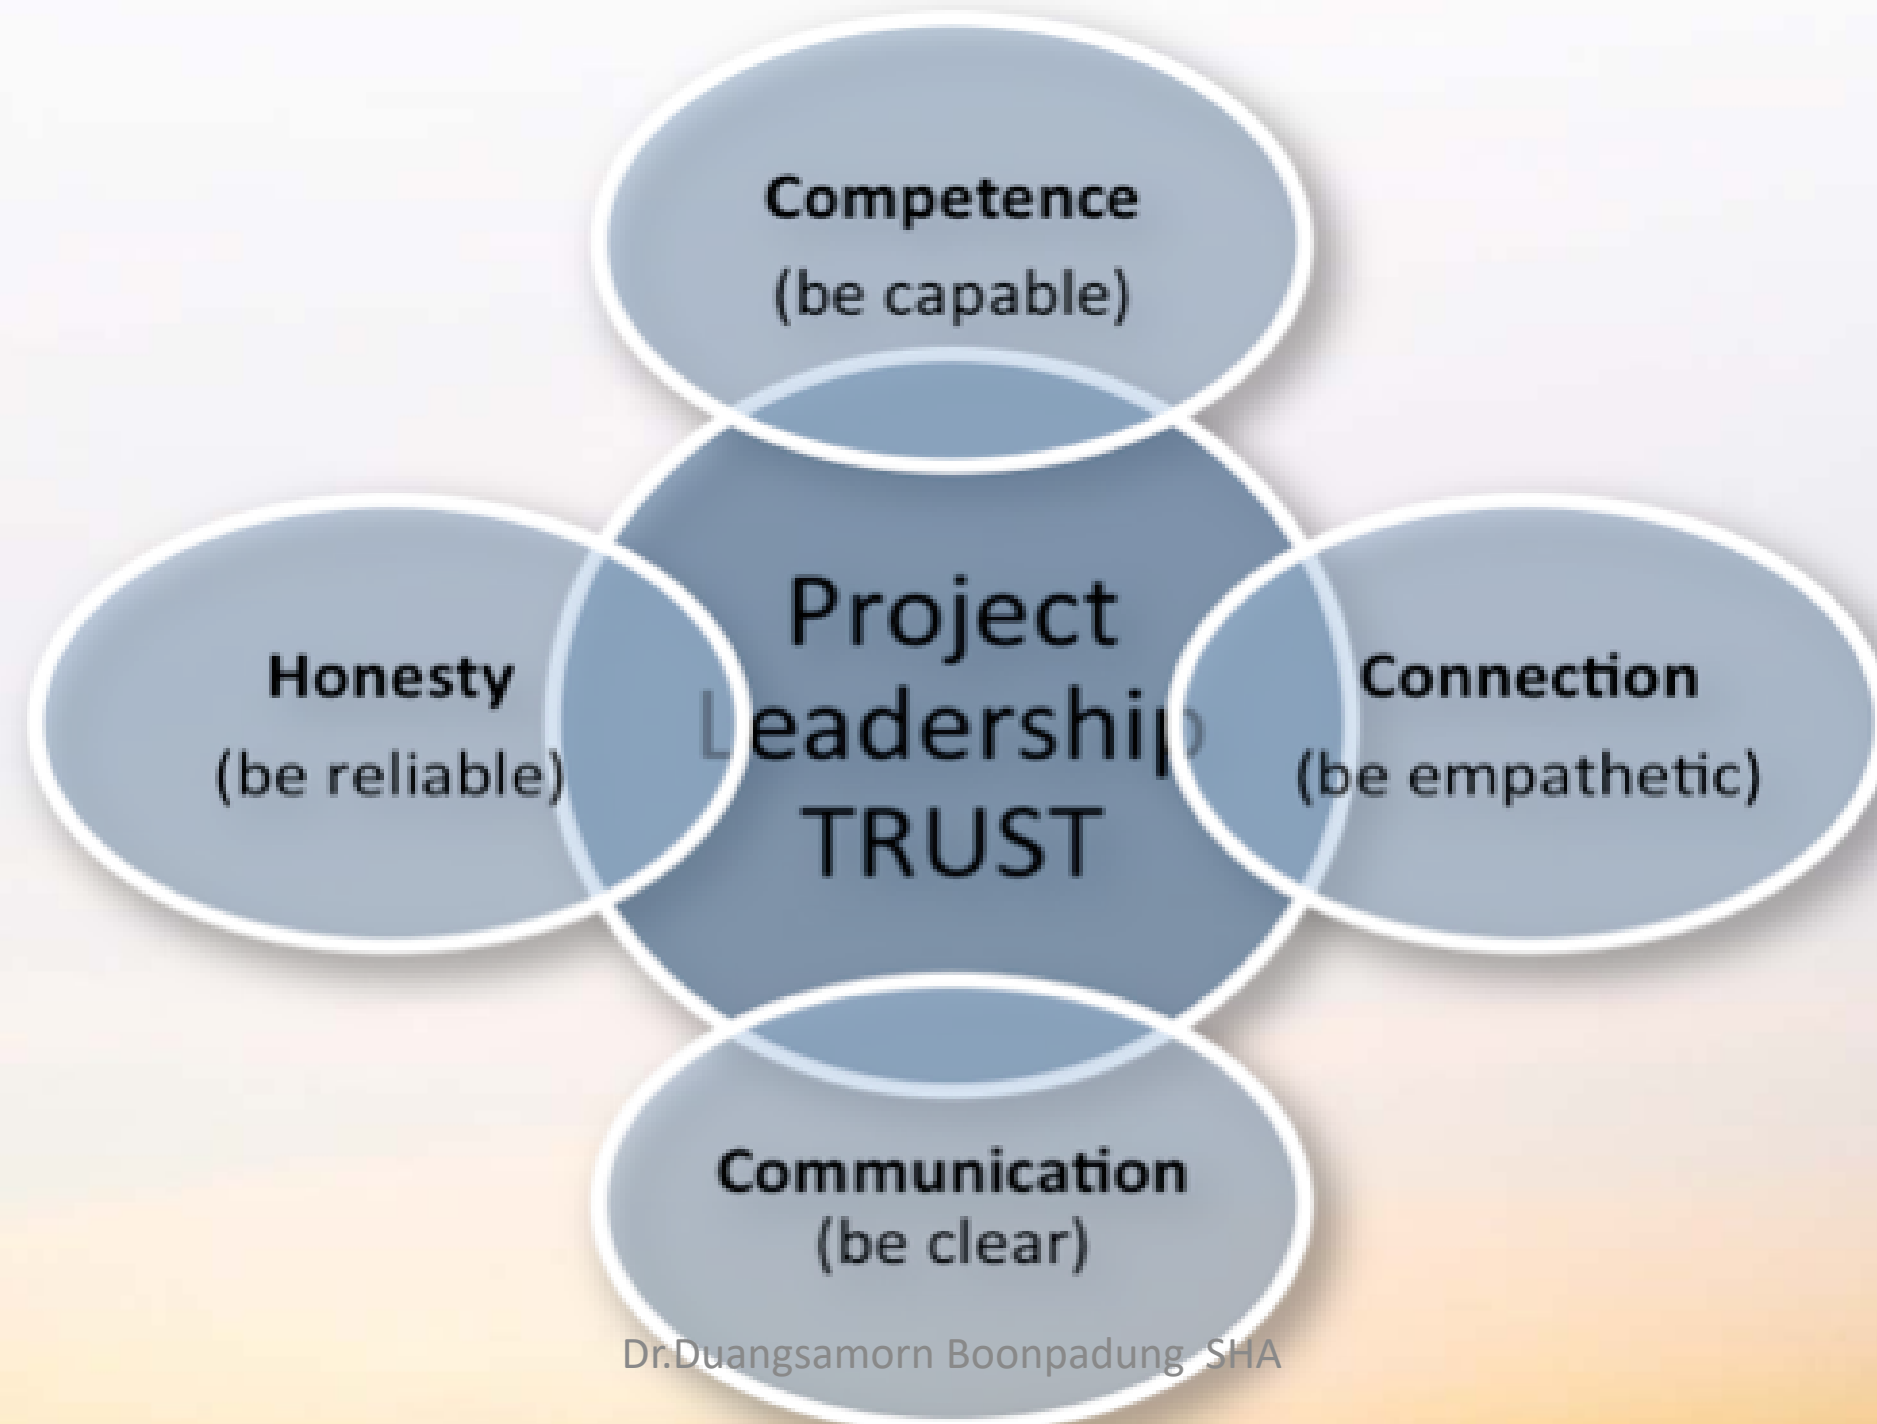 Competence
(be capable)
Project
Leadership
TRUST
Honesty
(be reliable)
Connection
(be empathetic)
Communication
(be clear)
Dr.Duangsamorn Boonpadung SHA